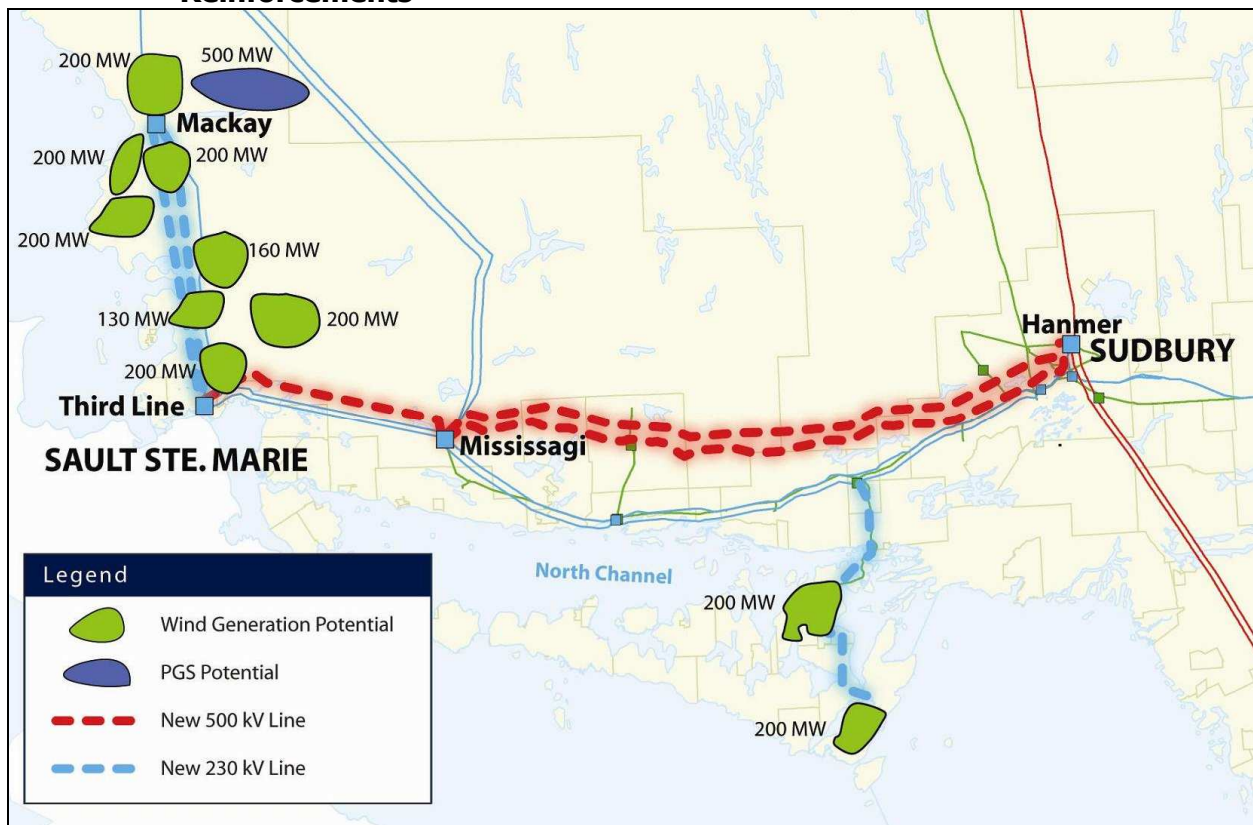 Reinforcements
200 MW
500 MW
Mackay
200 MW
200 MW
200 MW
160 MW
130 MW
200 MW
200 MW
Third Line
SAULT STE. MARIE
Mississagi
Hanmer
SUDBURY
North Channel
200 MW
200 MW
Legend
Wind Generation Potential
PGS Potential
New 500 kV Line
New 230 kV Line